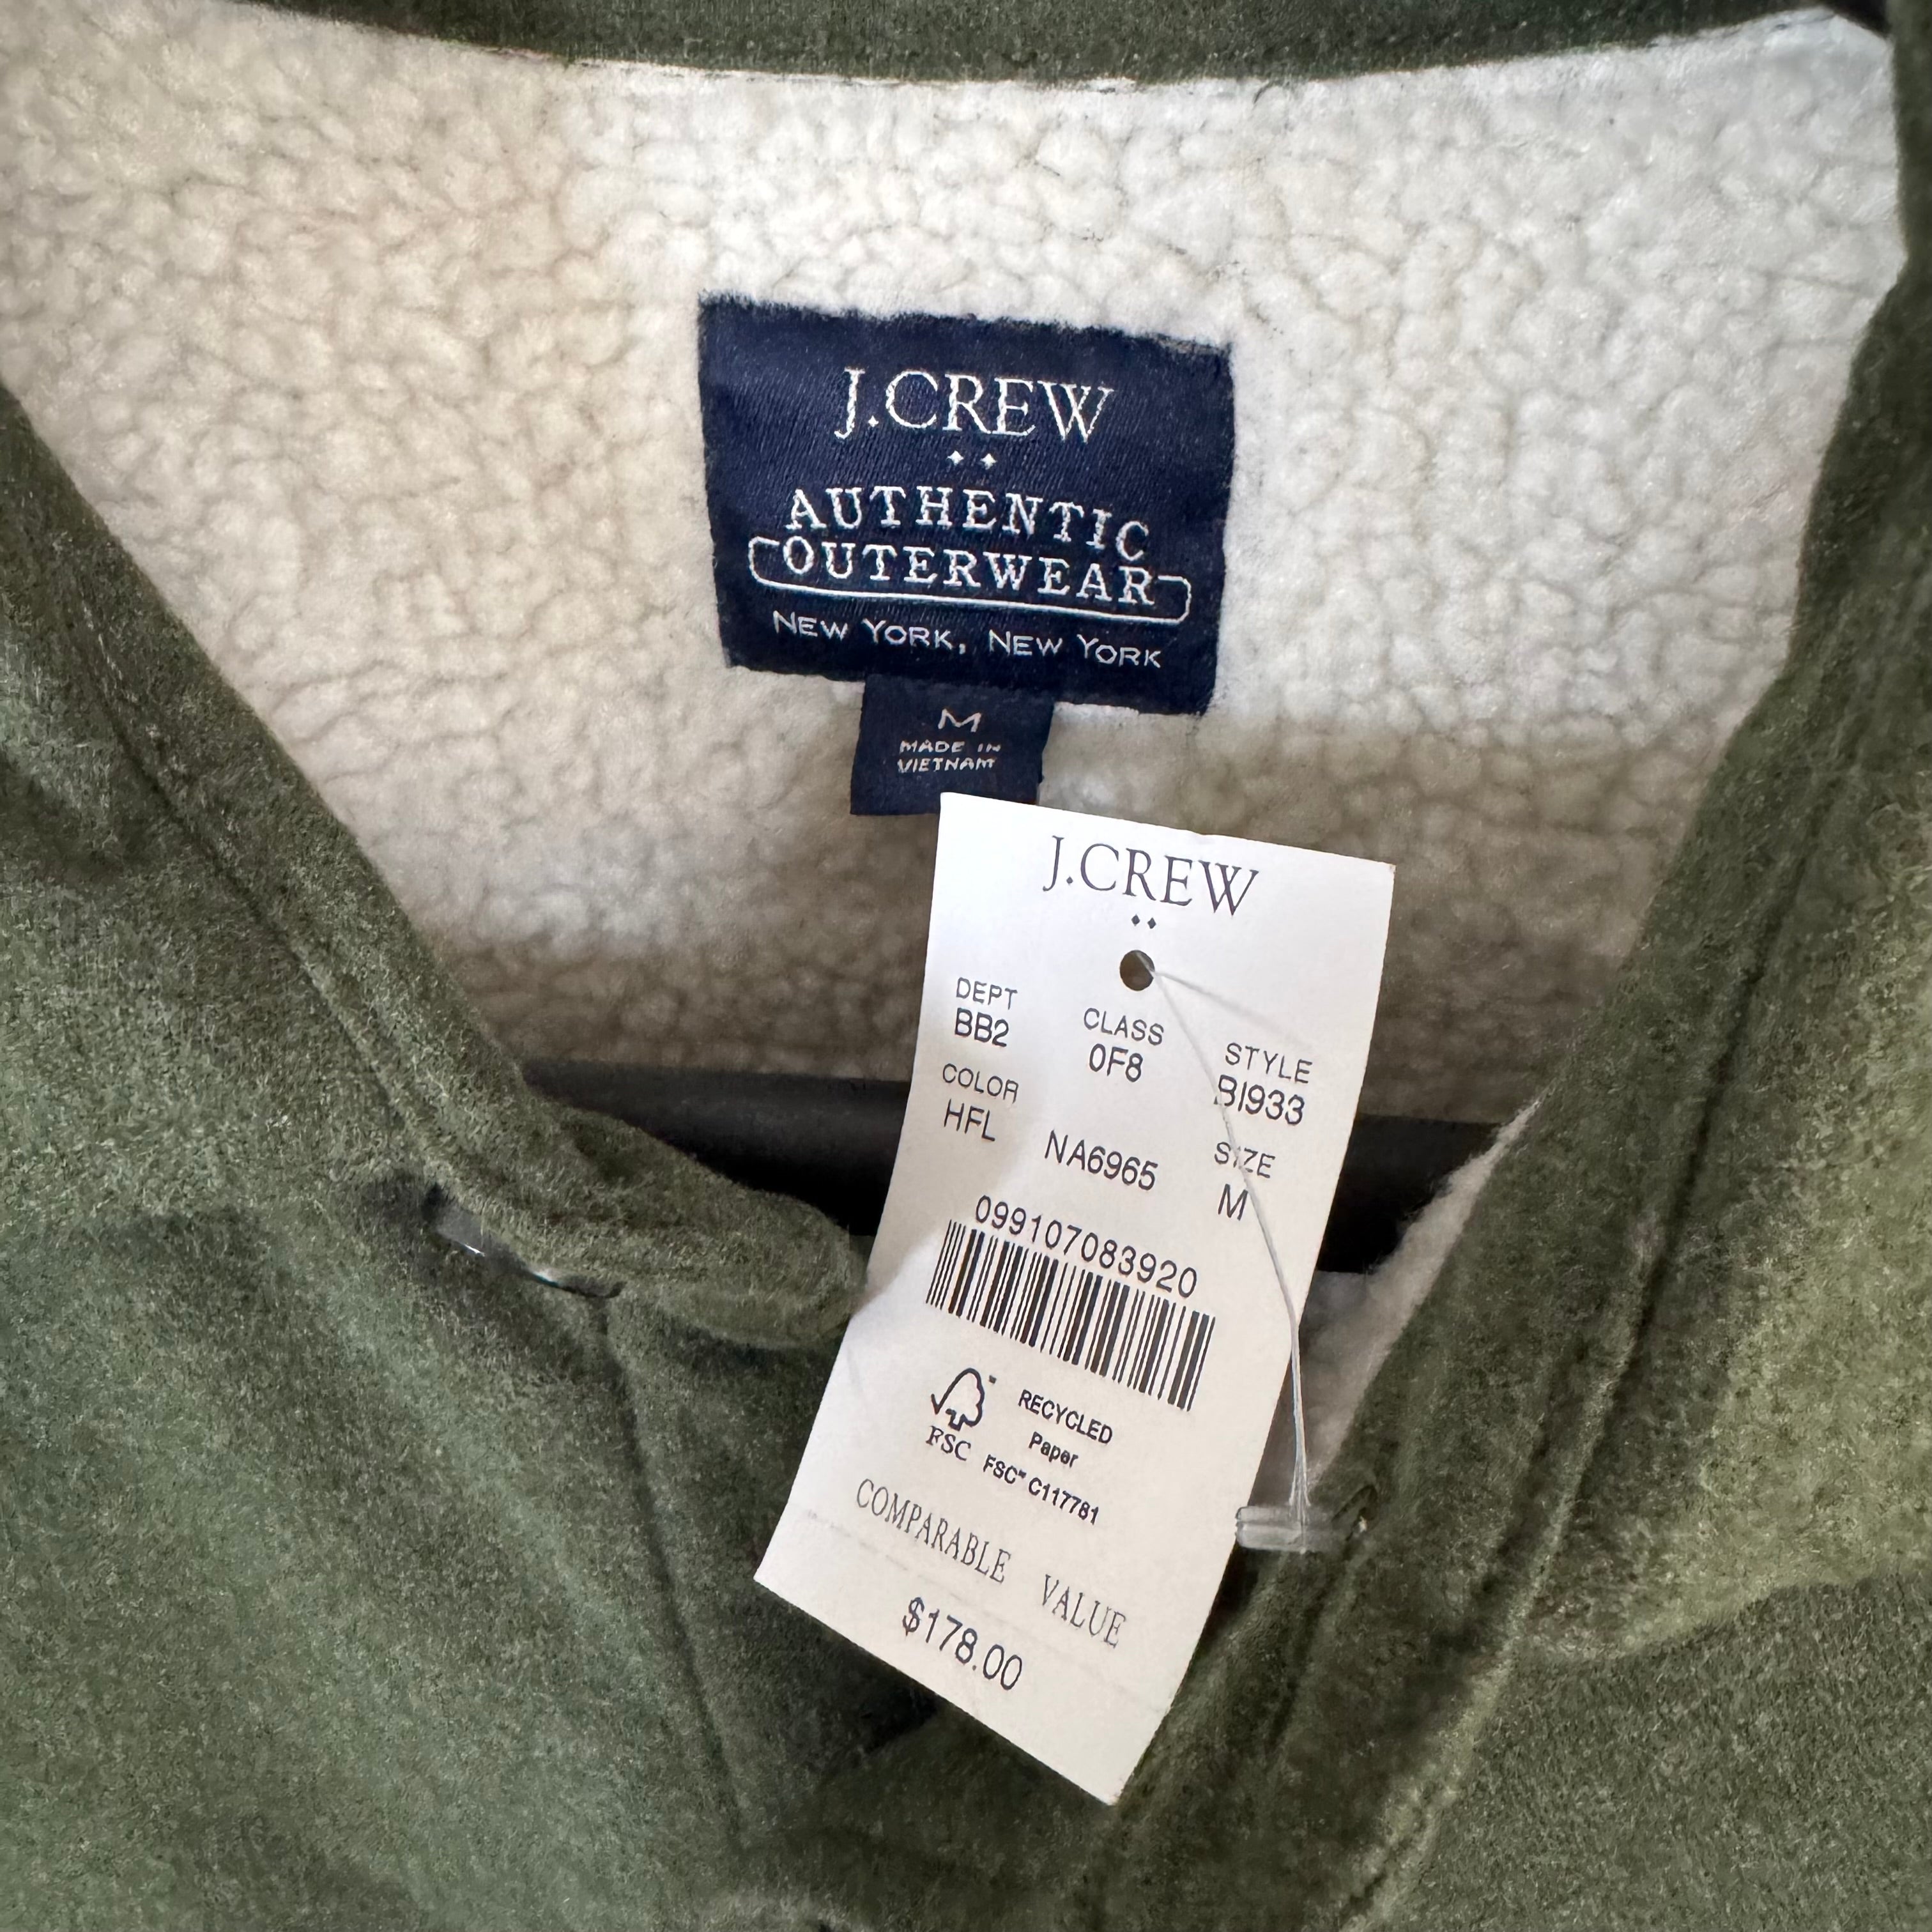 J.CREW
AUTHENTIC
OUTERWEAR
NEW YORK, NEW YORK
M
MADE IN
VIETNAM
J.CREW
DEPT CLASS STYLE
BB2 0F8 BI933
COLOR SIZE
HFL NA6965 M
099107083920
RECYCLED
Paper
FSC FSC™ C117781
COMPARABLE VALUE
$178.00